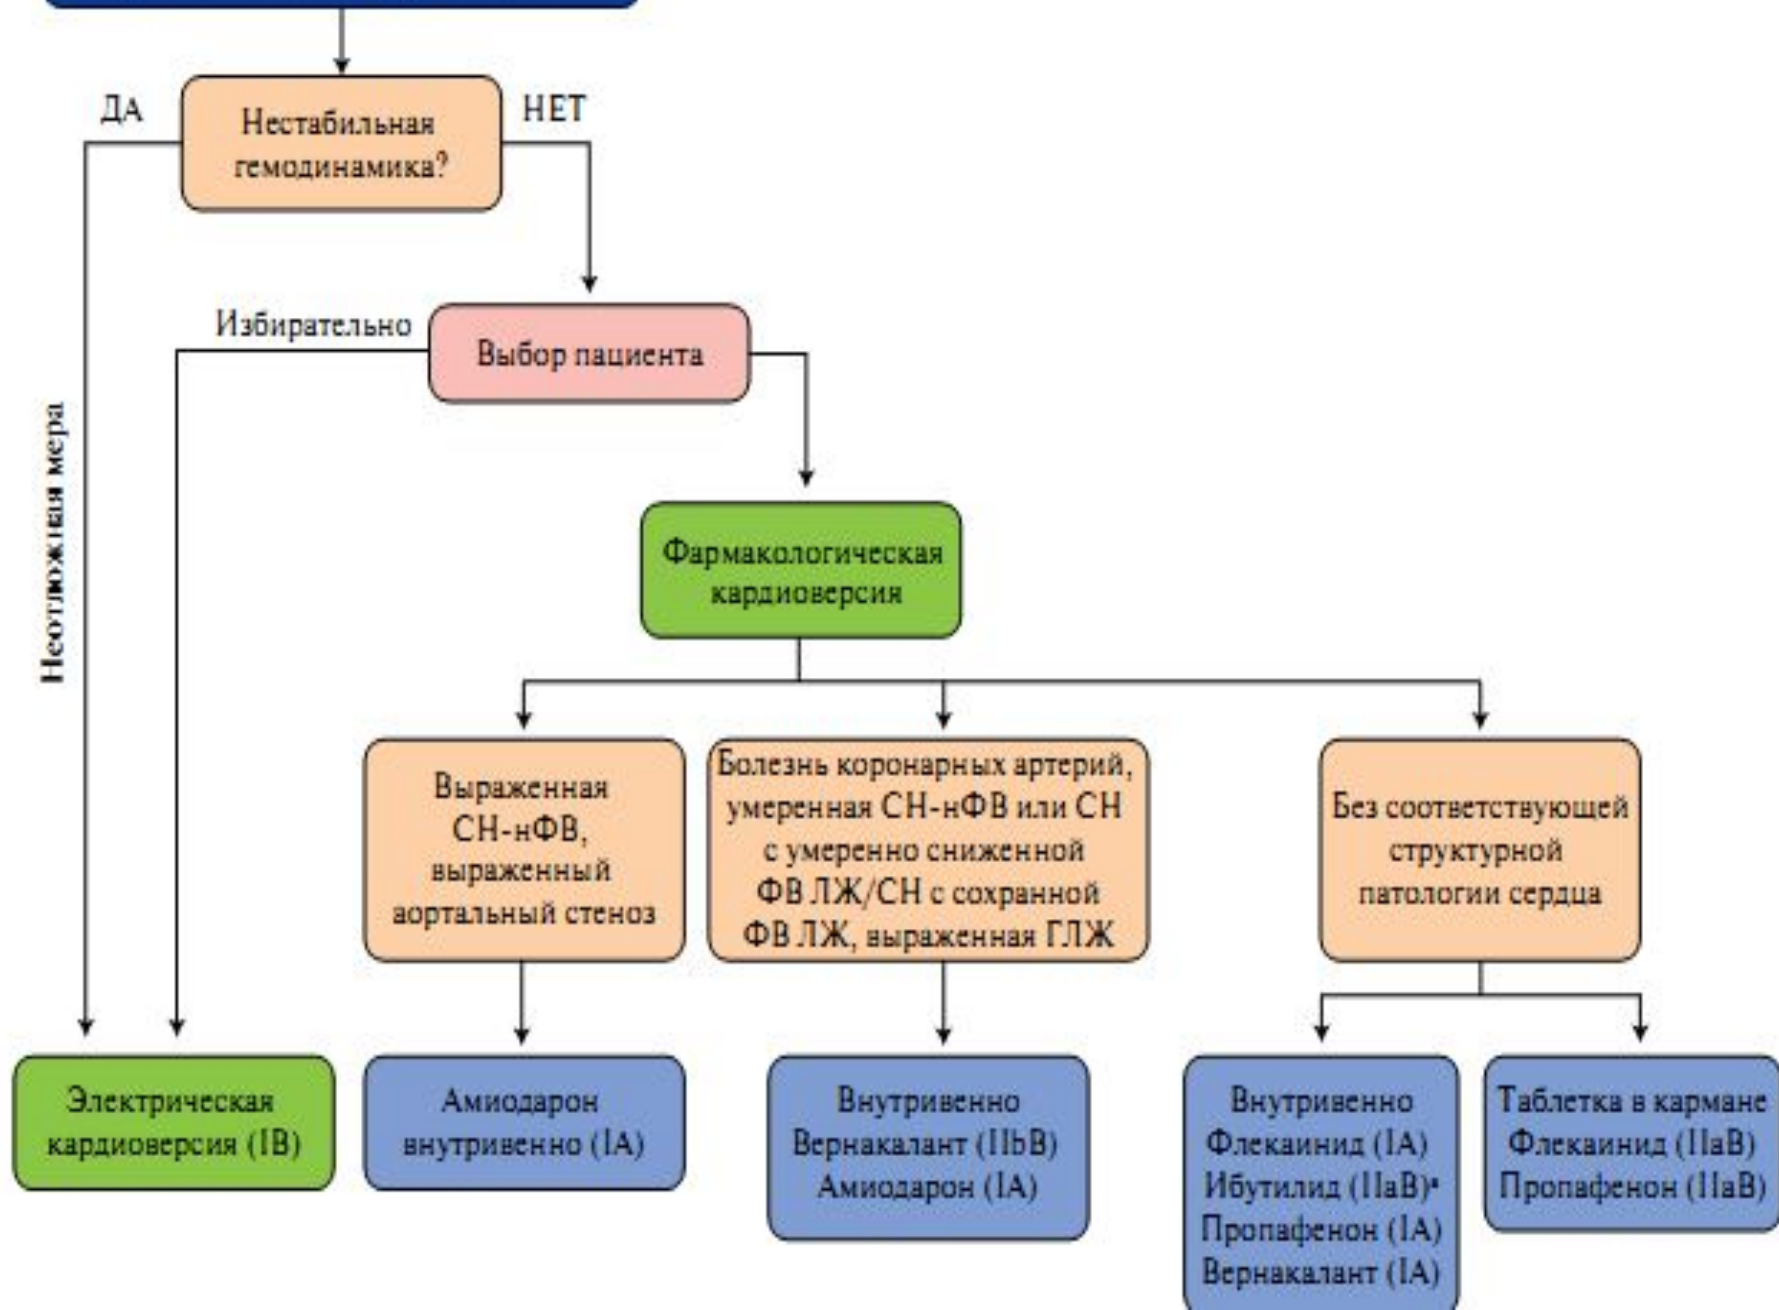 ДА
НЕТ
Нестабильная
гемодинамика?
Избирательно
Выбор пациента
Неотложная мера
Фармакологическая
кардиоверсия
Выраженная
СН-нФВ,
выраженный
аортальный стеноз
Болезнь коронарных артерий,
умеренная СН-нФВ или СН
с умеренно сниженной
ФВ ЛЖ/СН с сохранной
ФВ ЛЖ, выраженная ГЛЖ
Без соответствующей
структурной
патологии сердца
Электрическая
кардиоверсия (IB)
Амиодарон
внутривенно (IA)
Внутривенно
Вернакалант (IIbB)
Амиодарон (IA)
Внутривенно
Флекаинид (IA)
Ибутилид (IIaB)ᵃ
Пропафенон (IA)
Вернакалант (IA)
Таблетка в кармане
Флекаинид (IIaB)
Пропафенон (IIaB)